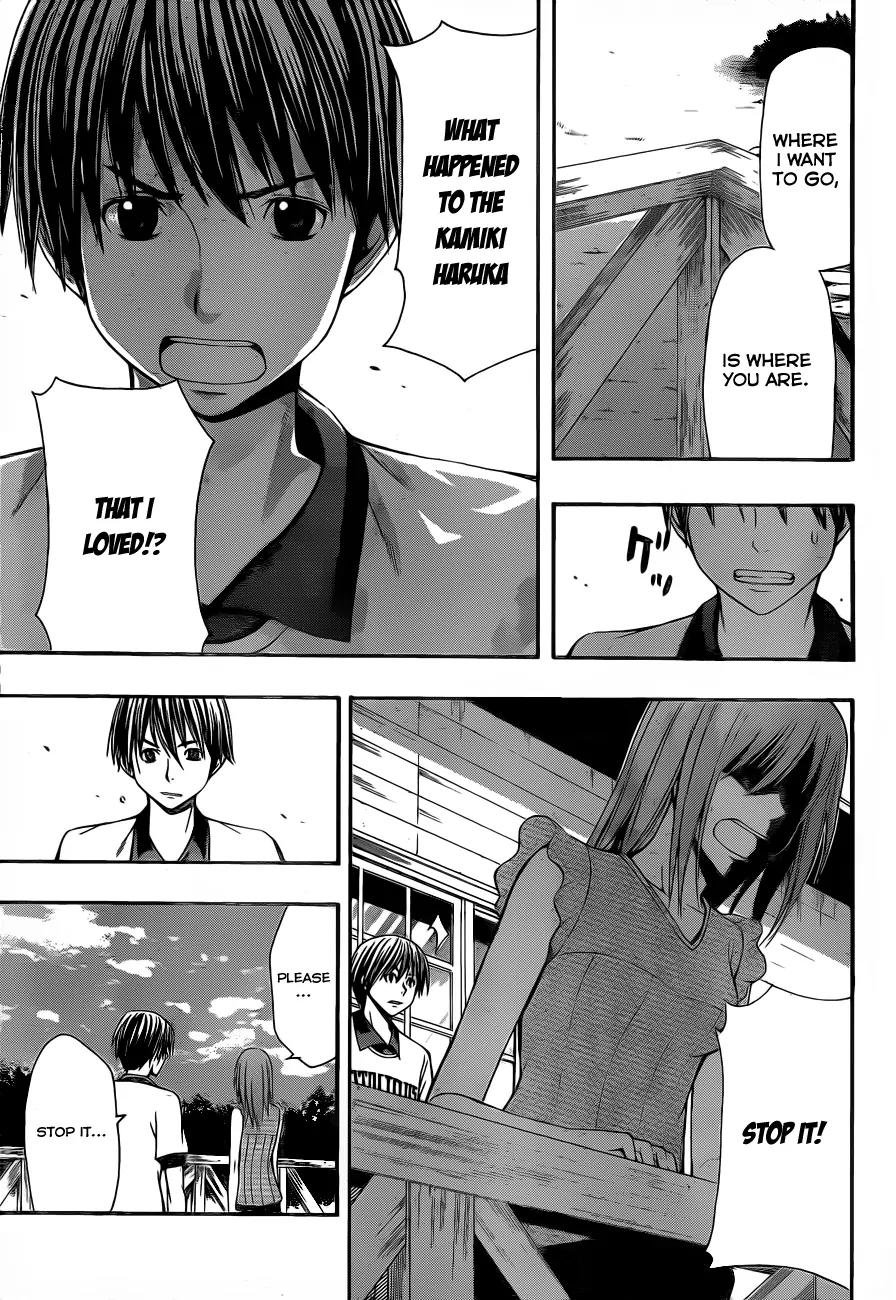 WHERE
I WANT
TO GO,
IS WHERE
YOU ARE.
ゲッ
WHAT
HAPPENED
TO THE
KAMIKI
HARUKA
THAT I
LOVED!?
STOP IT!
PLEASE
...
STOP IT...